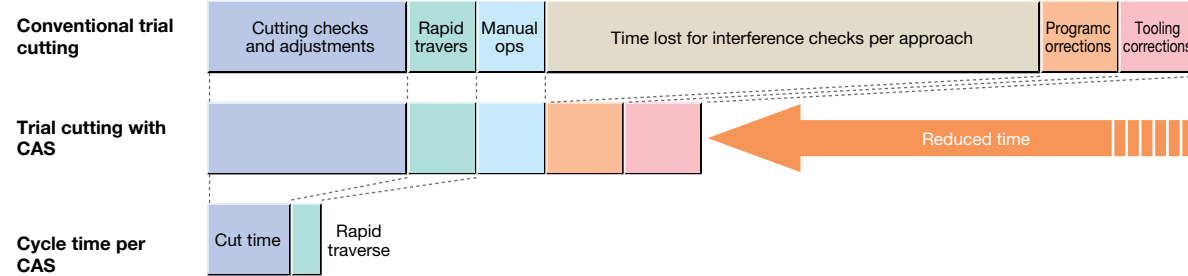 Conventional trial
cutting
Cutting checks
and adjustments
Rapid
travers
Manual
ops
Time lost for interference checks per approach
Programc
orrections
Tooling
corrections
Trial cutting with
CAS
Reduced time
Cycle time per
CAS
Cut time
Rapid
traverse